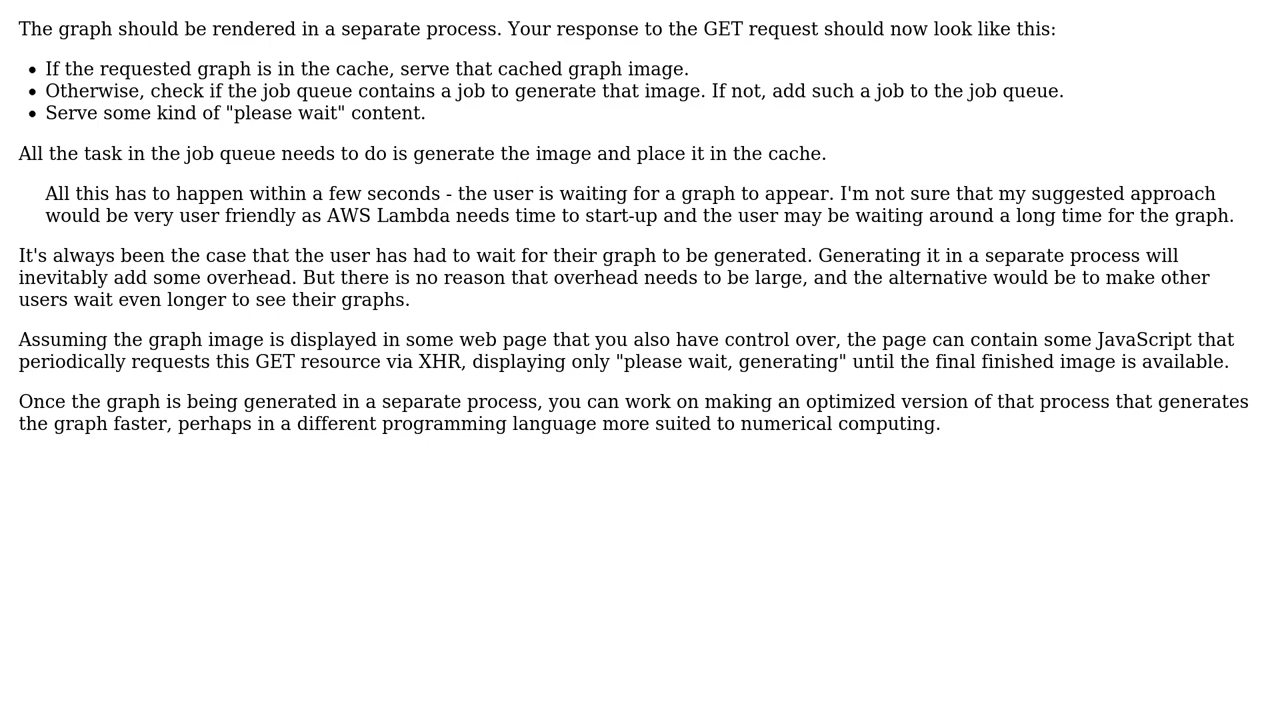 The graph should be rendered in a separate process. Your response to the GET request should now look like this:
• If the requested graph is in the cache, serve that cached graph image.
• Otherwise, check if the job queue contains a job to generate that image. If not, add such a job to the job queue.
• Serve some kind of "please wait" content.
All the task in the job queue needs to do is generate the image and place it in the cache.
All this has to happen within a few seconds - the user is waiting for a graph to appear. I'm not sure that my suggested approach
would be very user friendly as AWS Lambda needs time to start-up and the user may be waiting around a long time for the graph.
It's always been the case that the user has had to wait for their graph to be generated. Generating it in a separate process will
inevitably add some overhead. But there is no reason that overhead needs to be large, and the alternative would be to make other
users wait even longer to see their graphs.
Assuming the graph image is displayed in some web page that you also have control over, the page can contain some JavaScript that
periodically requests this GET resource via XHR, displaying only "please wait, generating" until the final finished image is available.
Once the graph is being generated in a separate process, you can work on making an optimized version of that process that generates
the graph faster, perhaps in a different programming language more suited to numerical computing.